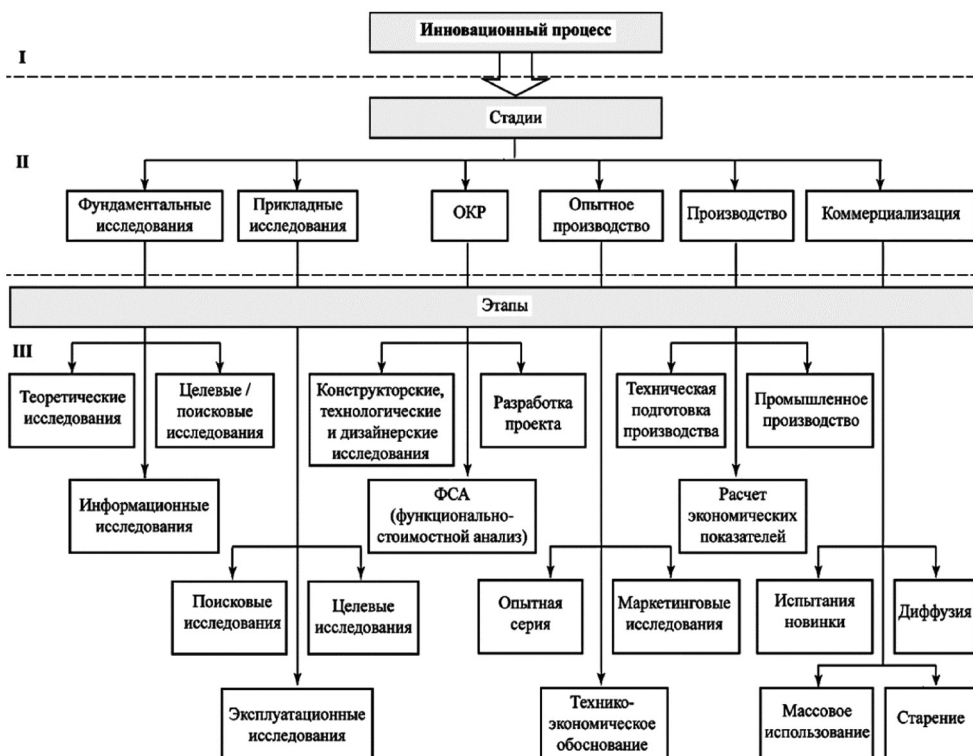 Инновационный процесс
I
Стадии
II
Фундаментальные
исследования
Прикладные
исследования
ОКР
Опытное
производство
Производство
Коммерциализация
Этапы
III
Теоретические
исследования
Целевые /
поисковые
исследования
Конструкторские,
технологические
и дизайнерские
исследования
Разработка
проекта
Техническая
подготовка
производства
Промышленное
производство
Информационные
исследования
ФСА
(функционально-
стоимостной анализ)
Расчет
экономических
показателей
Поисковые
исследования
Целевые
исследования
Опытная
серия
Маркетинговые
исследования
Испытания
новинки
Диффузия
Эксплуатационные
исследования
Технико-
экономическое
обоснование
Массовое
использование
Старение